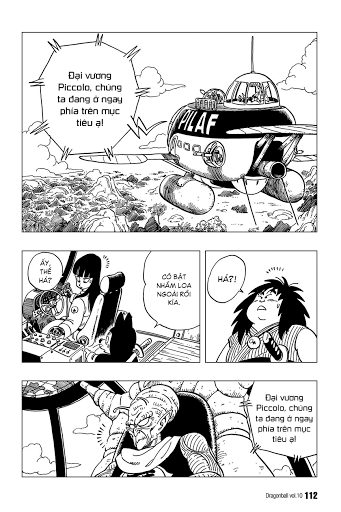 Đại vương
Piccolo, chúng
ta đang ở ngay
phía trên mục
tiêu ạ!
PILAF
ẤY,
THẾ
HẢ?
CÔ BẬT
NHẦM LOA
NGOÀI RỒI
KÌA.
HẢ?!
Đại vương
Piccolo, chúng
ta đang ở ngay
phía trên mục
tiêu ạ!
Dragonball vol.10 112